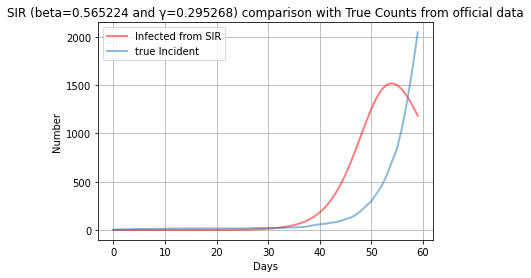 SIR (beta=0.565224 and γ=0.295268) comparison with True Counts from official data
Infected from SIR
true Incident
2000
1500
1000
500
0
Number
0 10 20 30 40 50 60
Days